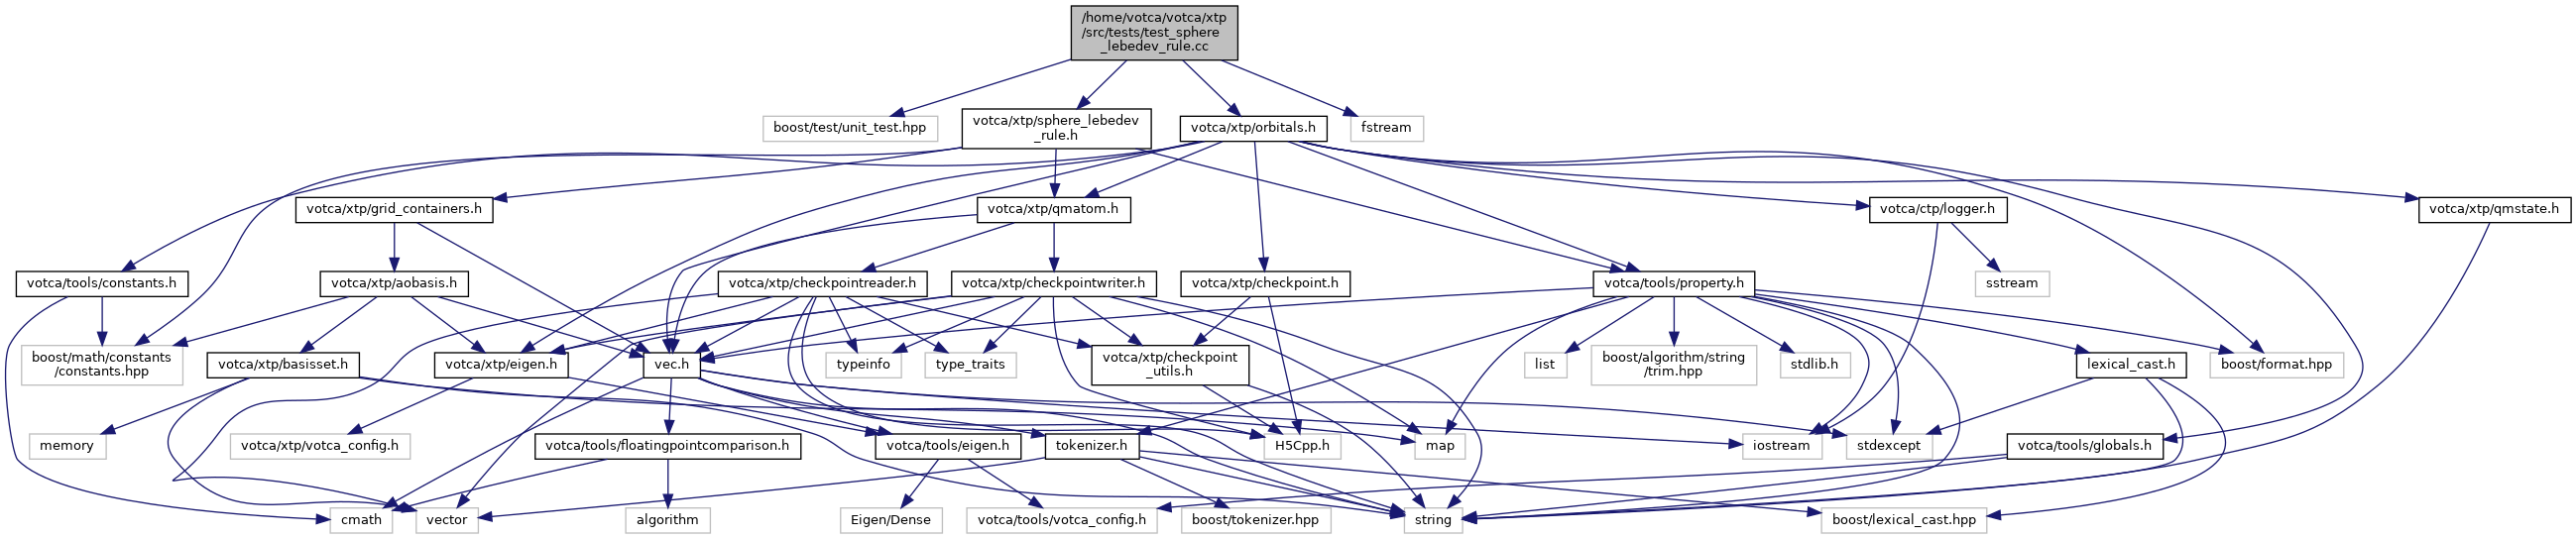 /home/votca/votca/xtp
/src/tests/test_sphere
_lebedev_rule.cc
boost/test/unit_test.hpp
votca/xtp/sphere_lebedev
_rule.h
votca/xtp/orbitals.h
fstream
votca/xtp/grid_containers.h
votca/xtp/qmatom.h
votca/ctp/logger.h
votca/xtp/qmstate.h
votca/tools/constants.h
votca/xtp/aobasis.h
votca/xtp/checkpointreader.h
votca/xtp/checkpointwriter.h
votca/xtp/checkpoint.h
votca/tools/property.h
sstream
boost/math/constants
/constants.hpp
votca/xtp/basisset.h
votca/xtp/eigen.h
vec.h
typeinfo
type_traits
votca/xtp/checkpoint
_utils.h
list
boost/algorithm/string
/trim.hpp
stdlib.h
lexical_cast.h
boost/format.hpp
memory
votca/xtp/votca_config.h
votca/tools/floatingpointcomparison.h
votca/tools/eigen.h
tokenizer.h
H5Cpp.h
map
iostream
stdexcept
votca/tools/globals.h
cmath
vector
algorithm
Eigen/Dense
votca/tools/votca_config.h
boost/tokenizer.hpp
string
boost/lexical_cast.hpp